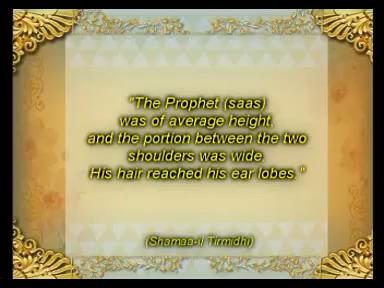 "The Prophet (saas)
was of average height,
and the portion between the two
shoulders was wide.
His hair reached his ear lobes."
(Shamaa-il Tirmidhi)